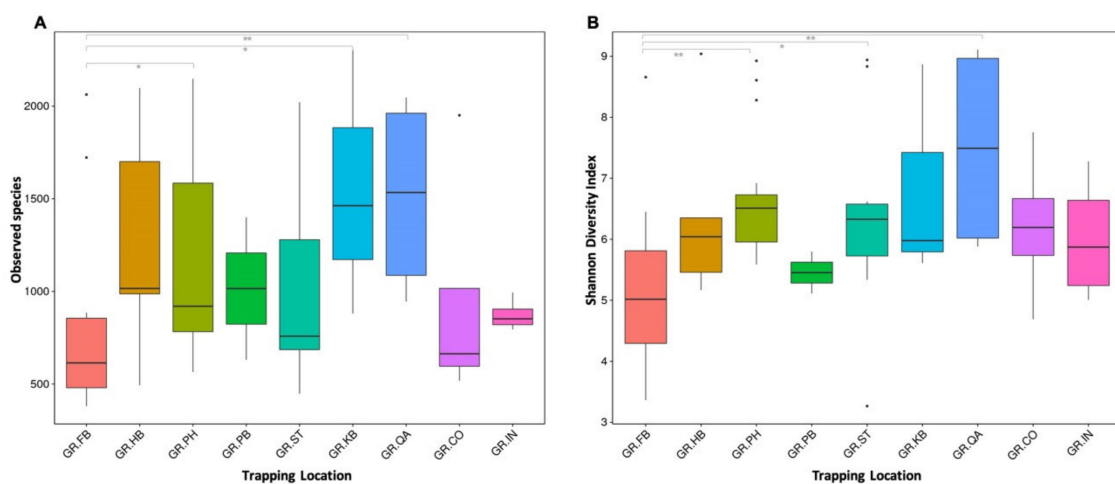 A
**
*
*
Observed species
2000
1500
1000
500
GR.FB
GR.HB
GR.PH
GR.PB
GR.ST
GR.KB
GR.QA
GR.CO
GR.IN
Trapping Location
B
**
*
**
Shannon Diversity Index
9
8
7
6
5
4
3
GR.FB
GR.HB
GR.PH
GR.PB
GR.ST
GR.KB
GR.QA
GR.CO
GR.IN
Trapping Location